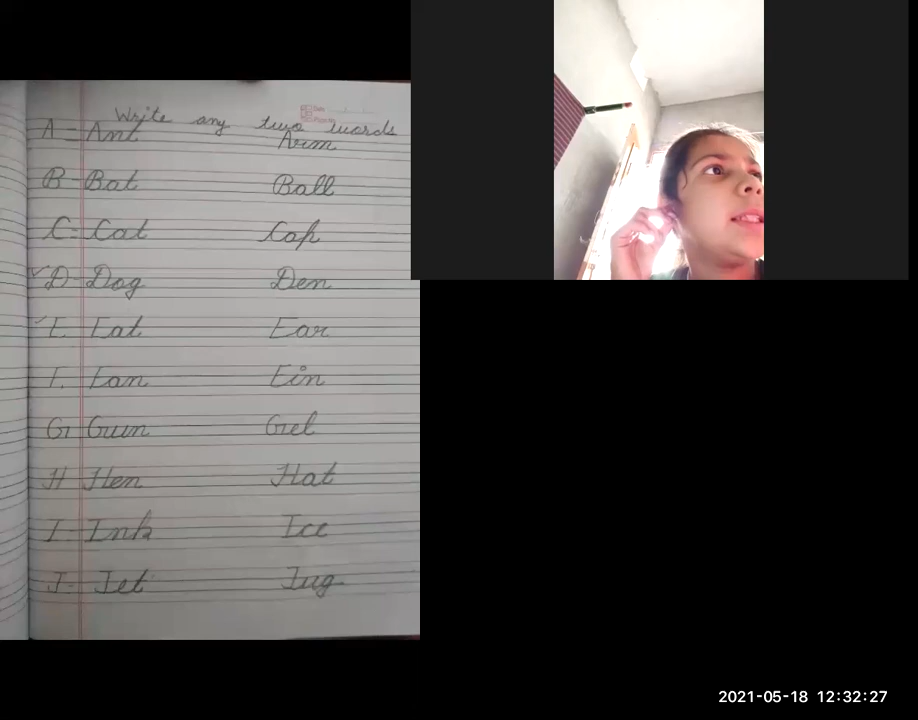 Write any two words
A = Ant Arm
B - Bat Ball
C = Cat Cap
D - Dog Den
E. Eat Ear
F. Fan Fin
G Gun Gel
H Hen Hat
I - Ink Ice
J - Jet Jug
2021-05-18 12:32:27